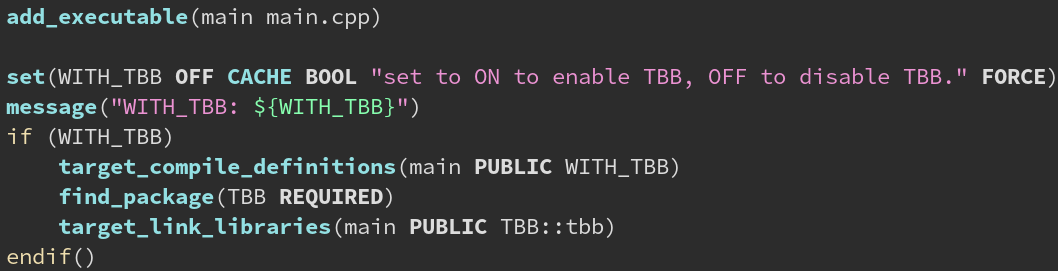 add_executable(main main.cpp)
set(WITH_TBB OFF CACHE BOOL "set to ON to enable TBB, OFF to disable TBB." FORCE)
message("WITH_TBB: ${WITH_TBB}")
if (WITH_TBB)
    target_compile_definitions(main PUBLIC WITH_TBB)
    find_package(TBB REQUIRED)
    target_link_libraries(main PUBLIC TBB::tbb)
endif()